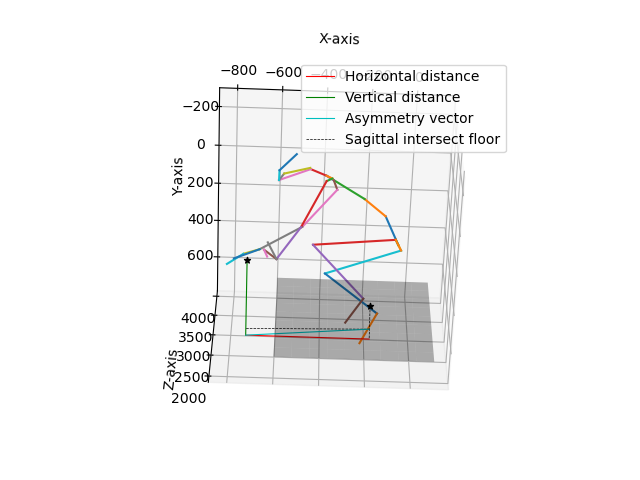 X-axis
−800 −600 −400
Horizontal distance
Vertical distance
Asymmetry vector
Sagittal intersect floor
Y-axis
−200
0
200
400
600
Z-axis
4000
3500
3000
2500
2000